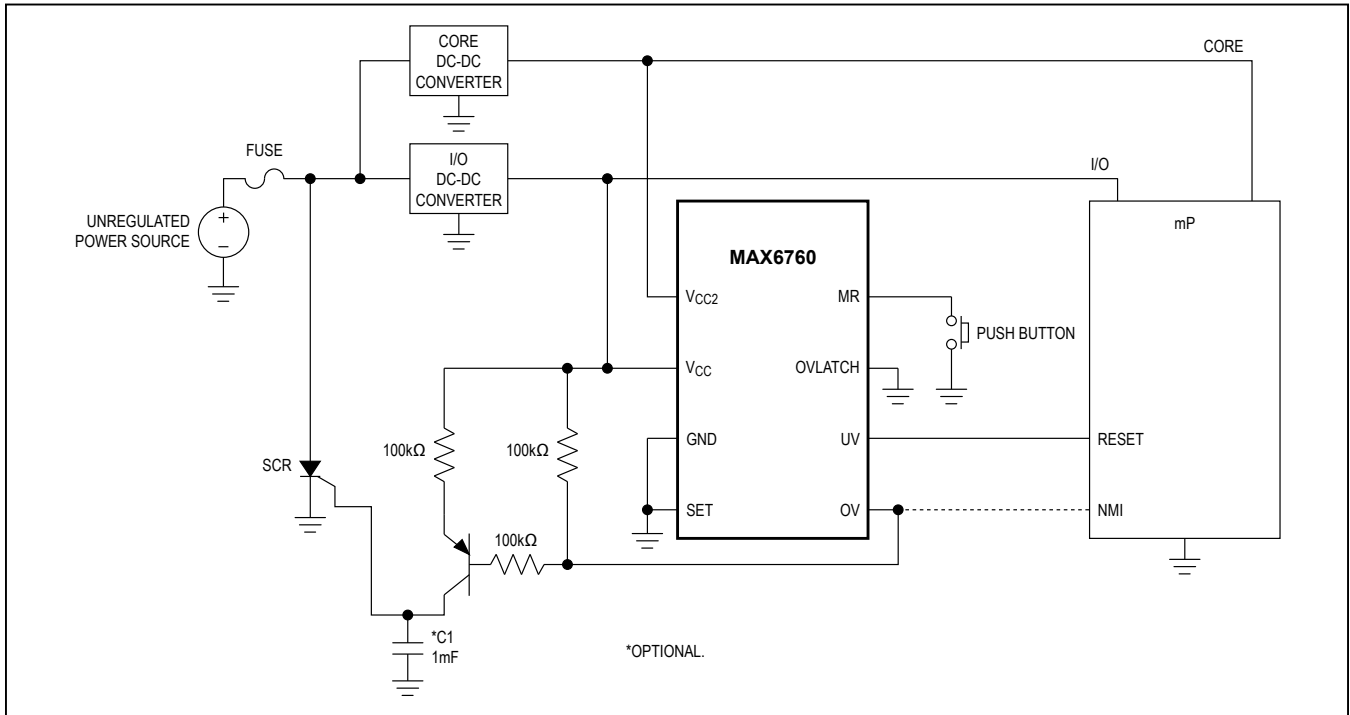 CORE
DC-DC
CONVERTER
CORE
FUSE
I/O
DC-DC
CONVERTER
I/O
UNREGULATED
POWER SOURCE
+
–
mP
MAX6760
VCC2
MR
PUSH BUTTON
VCC
OVLATCH
100kΩ
100kΩ
GND
UV
RESET
SCR
SET
OV
NMI
100kΩ
*C1
1mF
*OPTIONAL.